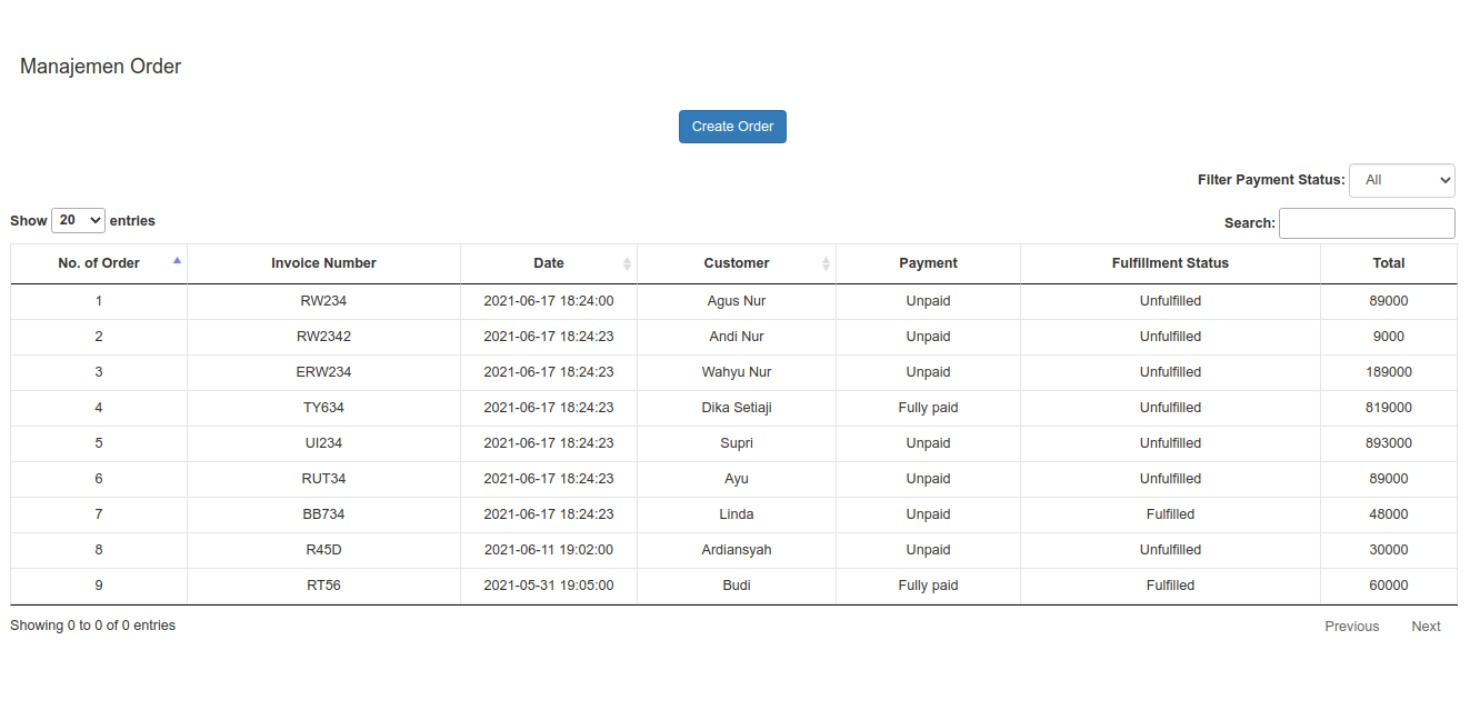 Manajemen Order
Create Order
Filter Payment Status: All
Show 20 entries
Search:
No. of Order Invoice Number Date Customer Payment Fulfillment Status Total
1 RW234 2021-06-17 18:24:00 Agus Nur Unpaid Unfulfilled 89000
2 RW2342 2021-06-17 18:24:23 Andi Nur Unpaid Unfulfilled 9000
3 ERW234 2021-06-17 18:24:23 Wahyu Nur Unpaid Unfulfilled 189000
4 TY634 2021-06-17 18:24:23 Dika Setiaji Fully paid Unfulfilled 819000
5 UI234 2021-06-17 18:24:23 Supri Unpaid Unfulfilled 893000
6 RUT34 2021-06-17 18:24:23 Ayu Unpaid Unfulfilled 89000
7 BB734 2021-06-17 18:24:23 Linda Unpaid Fulfilled 48000
8 R45D 2021-06-11 19:02:00 Ardiansyah Unpaid Unfulfilled 30000
9 RT56 2021-05-31 19:05:00 Budi Fully paid Fulfilled 60000
Showing 0 to 0 of 0 entries
Previous Next